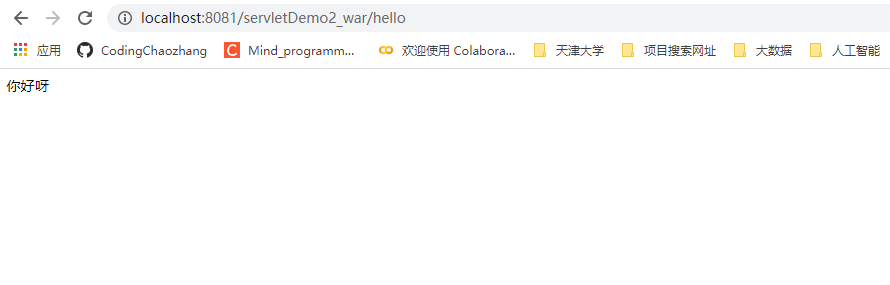 localhost:8081/servletDemo2_war/hello
应用 CodingChaozhang C Mind_programm... 欢迎使用 Colabora... 天津大学 项目搜索网址 大数据 人工智能
你好呀